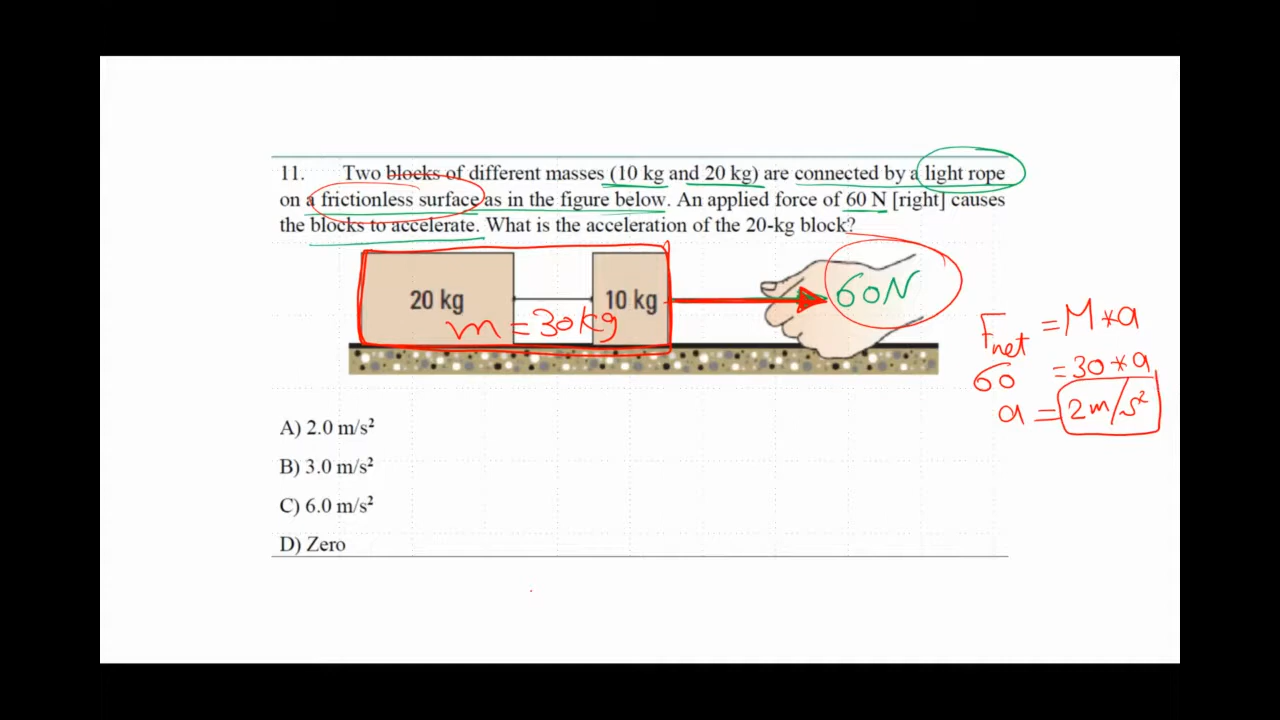 11. Two blocks of different masses (10 kg and 20 kg) are connected by a light rope
on a frictionless surface as in the figure below. An applied force of 60 N [right] causes
the blocks to accelerate. What is the acceleration of the 20-kg block?
20 kg
10 kg
m = 30kg
60N
Fnet = M*a
60 = 30*a
a = 2m/s²
A) 2.0 m/s²
B) 3.0 m/s²
C) 6.0 m/s²
D) Zero